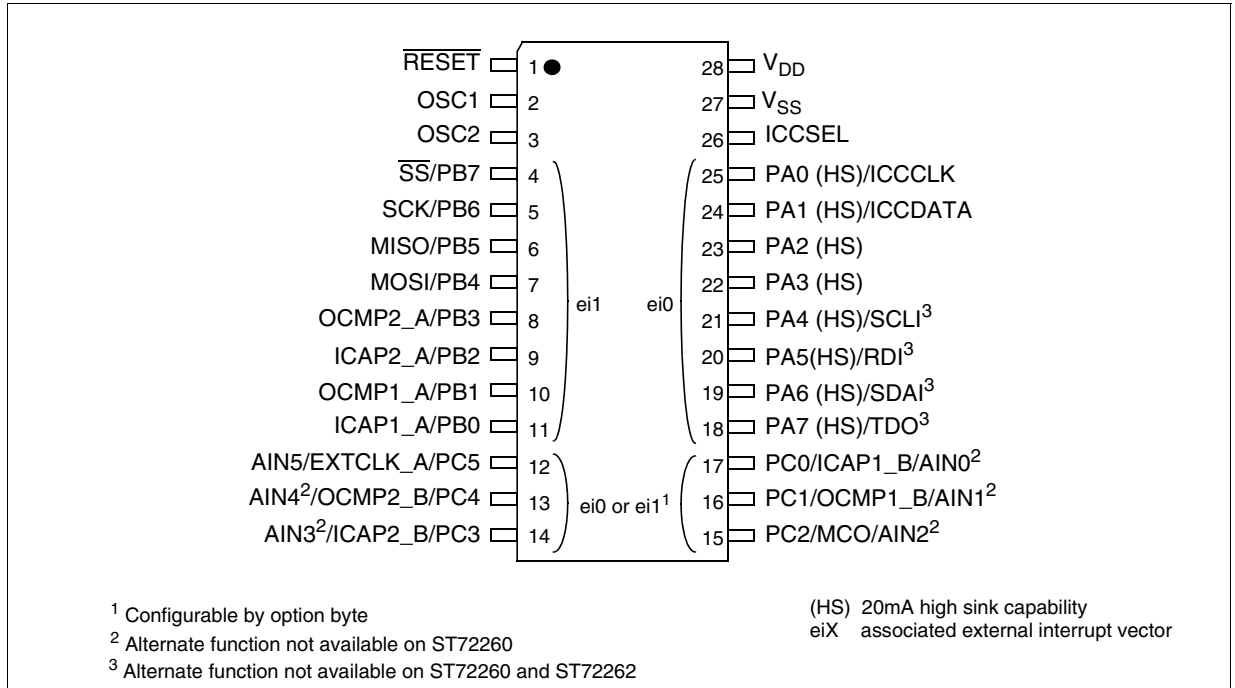 RESET 1 28 VDD
OSC1 2 27 VSS
OSC2 3 26 ICCSEL
SS/PB7 4 25 PA0 (HS)/ICCCLK
SCK/PB6 5 24 PA1 (HS)/ICCDATA
MISO/PB5 6 23 PA2 (HS)
MOSI/PB4 7 22 PA3 (HS)
ei1 ei0
OCMP2_A/PB3 8 21 PA4 (HS)/SCLI³
ICAP2_A/PB2 9 20 PA5(HS)/RDI³
OCMP1_A/PB1 10 19 PA6 (HS)/SDAI³
ICAP1_A/PB0 11 18 PA7 (HS)/TDO³
AIN5/EXTCLK_A/PC5 12 17 PC0/ICAP1_B/AIN0²
AIN4²/OCMP2_B/PC4 13 ei0 or ei1¹ 16 PC1/OCMP1_B/AIN1²
AIN3²/ICAP2_B/PC3 14 15 PC2/MCO/AIN2²
¹ Configurable by option byte
² Alternate function not available on ST72260
³ Alternate function not available on ST72260 and ST72262
(HS) 20mA high sink capability
eiX associated external interrupt vector